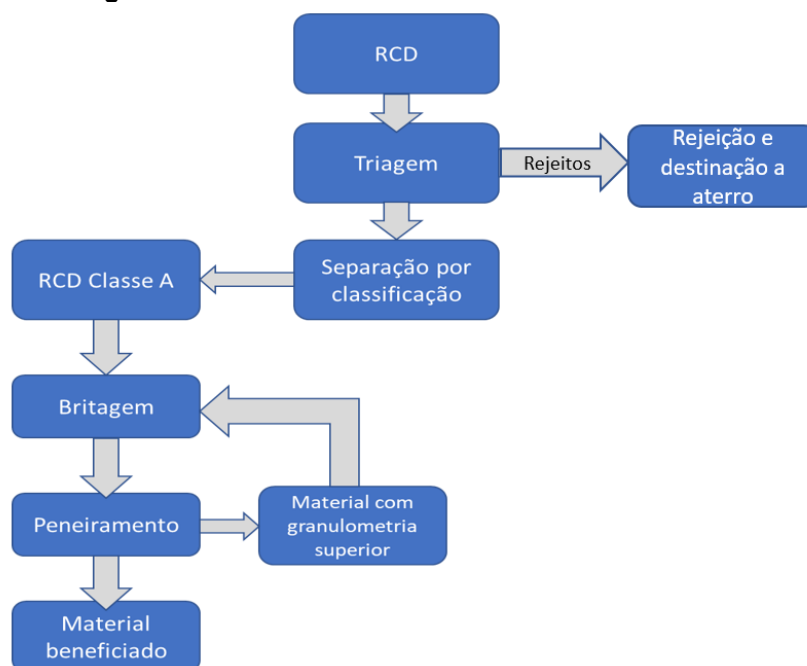 RCD
Triagem
Rejeitos
Rejeição e
destinação a
aterro
Separação por
classificação
RCD Classe A
Britagem
Peneiramento
Material com
granulometria
superior
Material
beneficiado